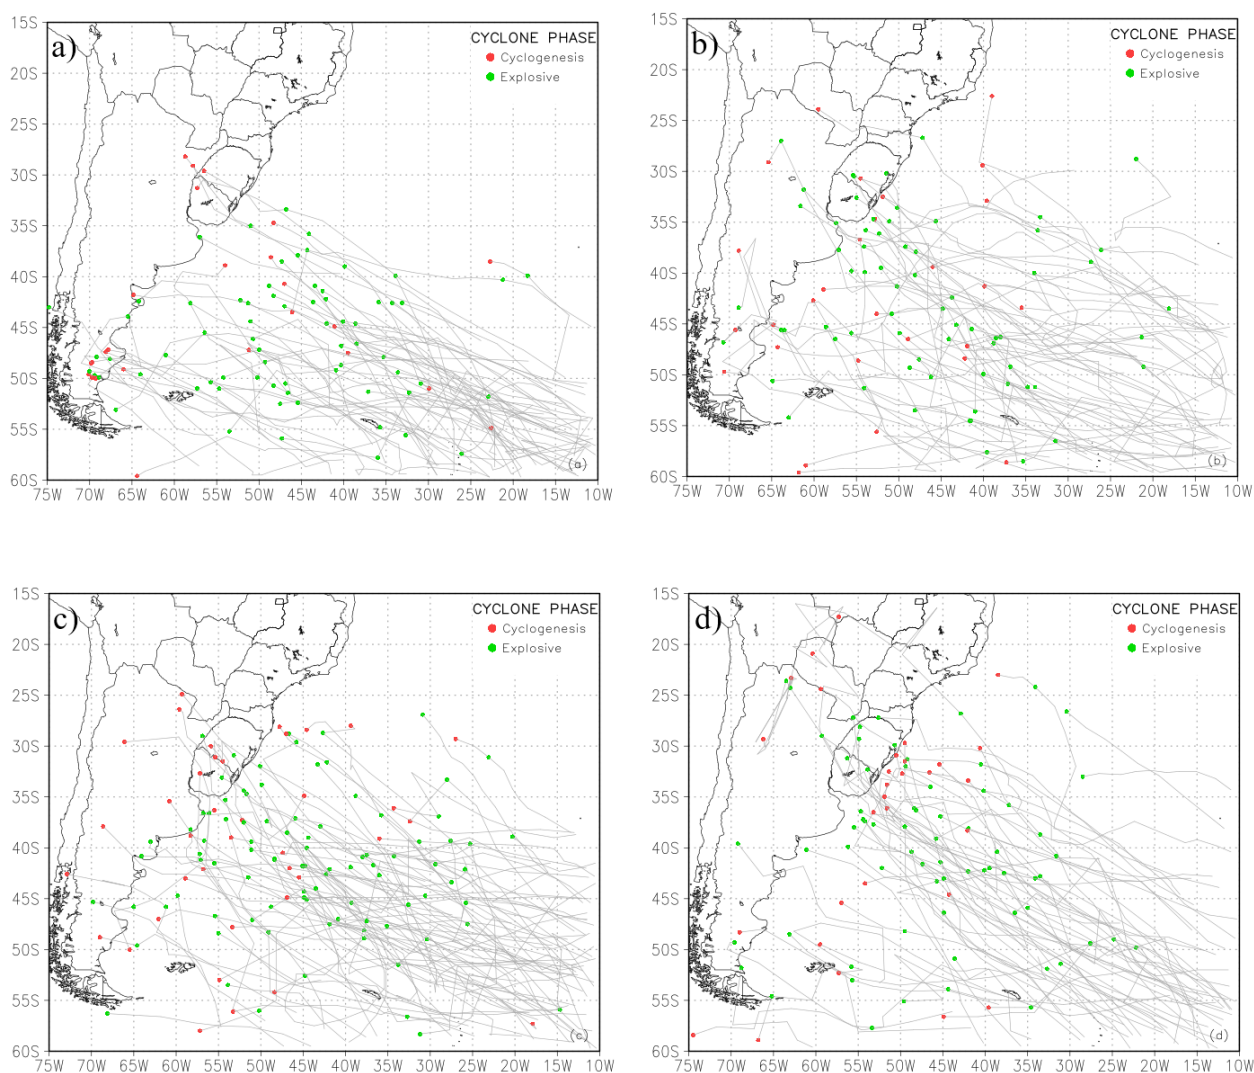 a)
CYCLONE PHASE
Cyclogenesis
Explosive
15S
20S
25S
30S
35S
40S
45S
50S
55S
60S
(a)
75W 70W 65W 60W 55W 50W 45W 40W 35W 30W 25W 20W 15W 10W
b)
CYCLONE PHASE
Cyclogenesis
Explosive
15S
20S
25S
30S
35S
40S
45S
50S
55S
60S
(b)
75W 70W 65W 60W 55W 50W 45W 40W 35W 30W 25W 20W 15W 10W
c)
CYCLONE PHASE
Cyclogenesis
Explosive
15S
20S
25S
30S
35S
40S
45S
50S
55S
60S
(c)
75W 70W 65W 60W 55W 50W 45W 40W 35W 30W 25W 20W 15W 10W
d)
CYCLONE PHASE
Cyclogenesis
Explosive
15S
20S
25S
30S
35S
40S
45S
50S
55S
60S
(d)
75W 70W 65W 60W 55W 50W 45W 40W 35W 30W 25W 20W 15W 10W